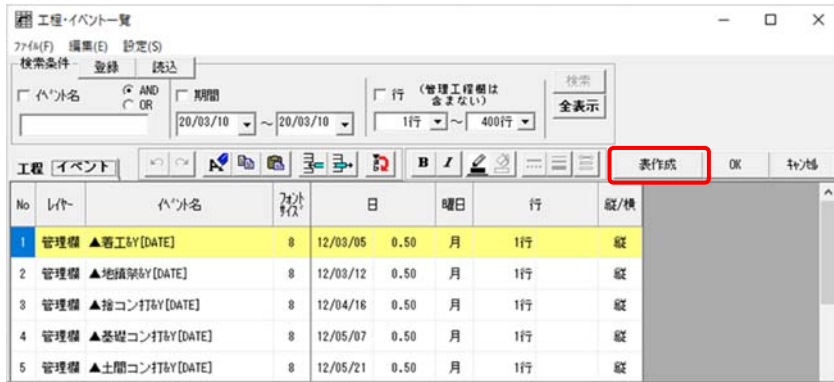 工程・イベント一覧
ファイル(F) 編集(E) 設定(S)
検索条件 登録 読込
イベント名 AND OR 期間 行 (管理工程欄は含まない) 検索
20/03/10 ～ 20/03/10 1行 ～ 400行 全表示
工程 イベント B I 表作成 OK キャンセル
No レイヤー イベント名 フォントサイズ 日 曜日 行 縦/横
1 管理欄 ▲着工&Y[DATE] 8 12/03/05 0.50 月 1行 縦
2 管理欄 ▲地鎮祭&Y[DATE] 8 12/03/12 0.50 月 1行 縦
3 管理欄 ▲捨コン打&Y[DATE] 8 12/04/16 0.50 月 1行 縦
4 管理欄 ▲基礎コン打&Y[DATE] 8 12/05/07 0.50 月 1行 縦
5 管理欄 ▲土間コン打&Y[DATE] 8 12/05/21 0.50 月 1行 縦